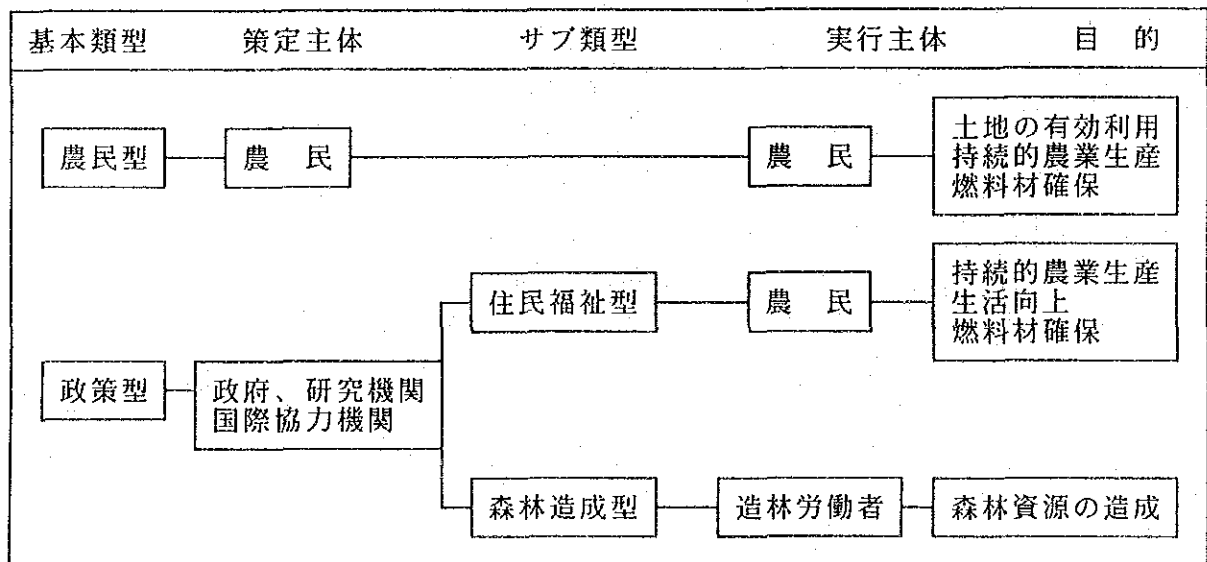 基本類型 策定主体 サブ類型 実行主体 目 的
農民型 農 民 農 民 土地の有効利用
持続的農業生産
燃料材確保
住民福祉型 農 民 持続的農業生産
生活向上
燃料材確保
政策型 政府、研究機関
国際協力機関
森林造成型 造林労働者 森林資源の造成